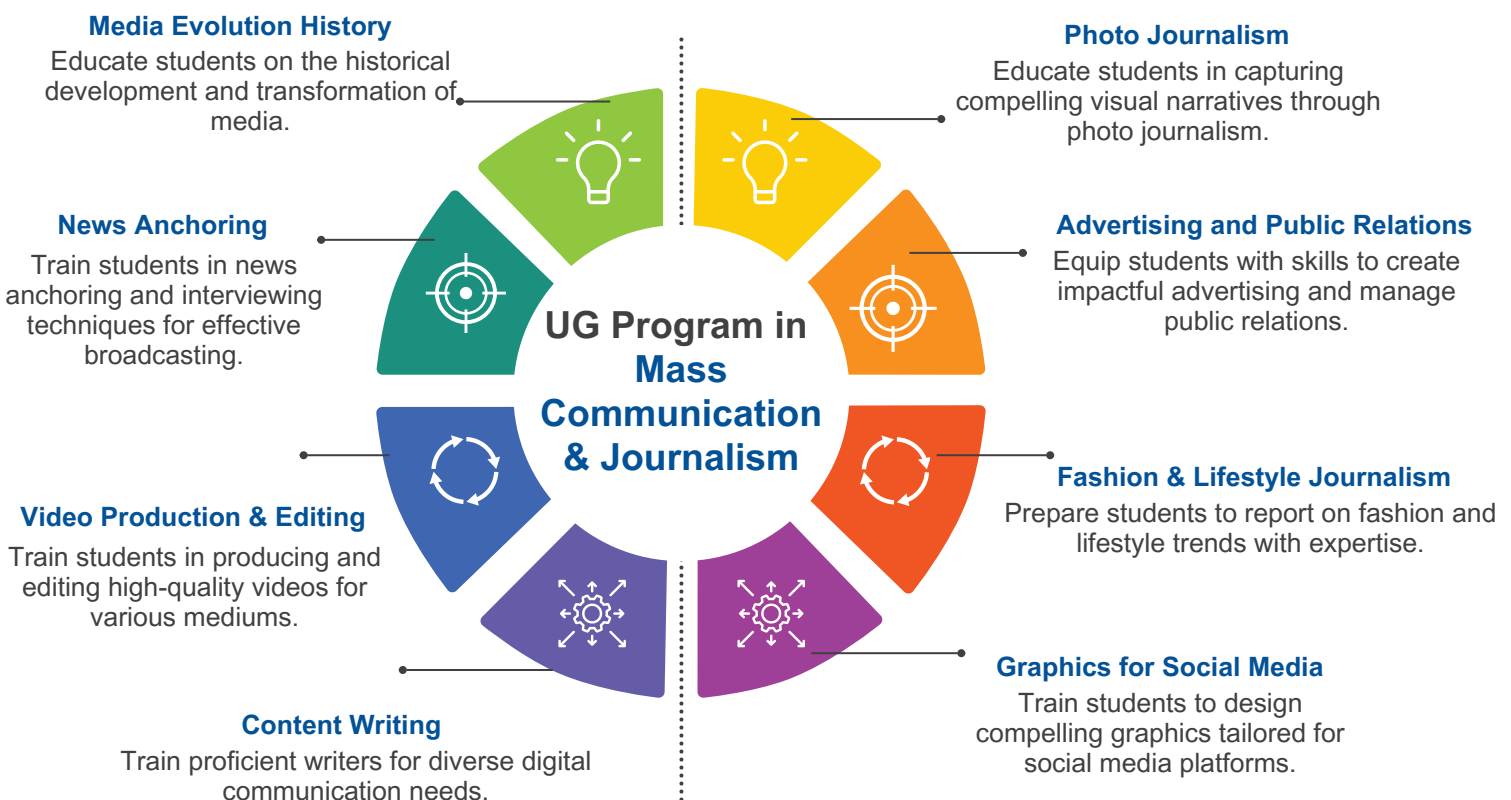 Media Evolution History
Educate students on the historical
development and transformation of
media.
News Anchoring
Train students in news
anchoring and interviewing
techniques for effective
broadcasting.
Video Production & Editing
Train students in producing and
editing high-quality videos for
various mediums.
Content Writing
Train proficient writers for diverse digital
communication needs.
UG Program in
Mass
Communication
& Journalism
Photo Journalism
Educate students in capturing
compelling visual narratives through
photo journalism.
Advertising and Public Relations
Equip students with skills to create
impactful advertising and manage
public relations.
Fashion & Lifestyle Journalism
Prepare students to report on fashion and
lifestyle trends with expertise.
Graphics for Social Media
Train students to design
compelling graphics tailored for
social media platforms.